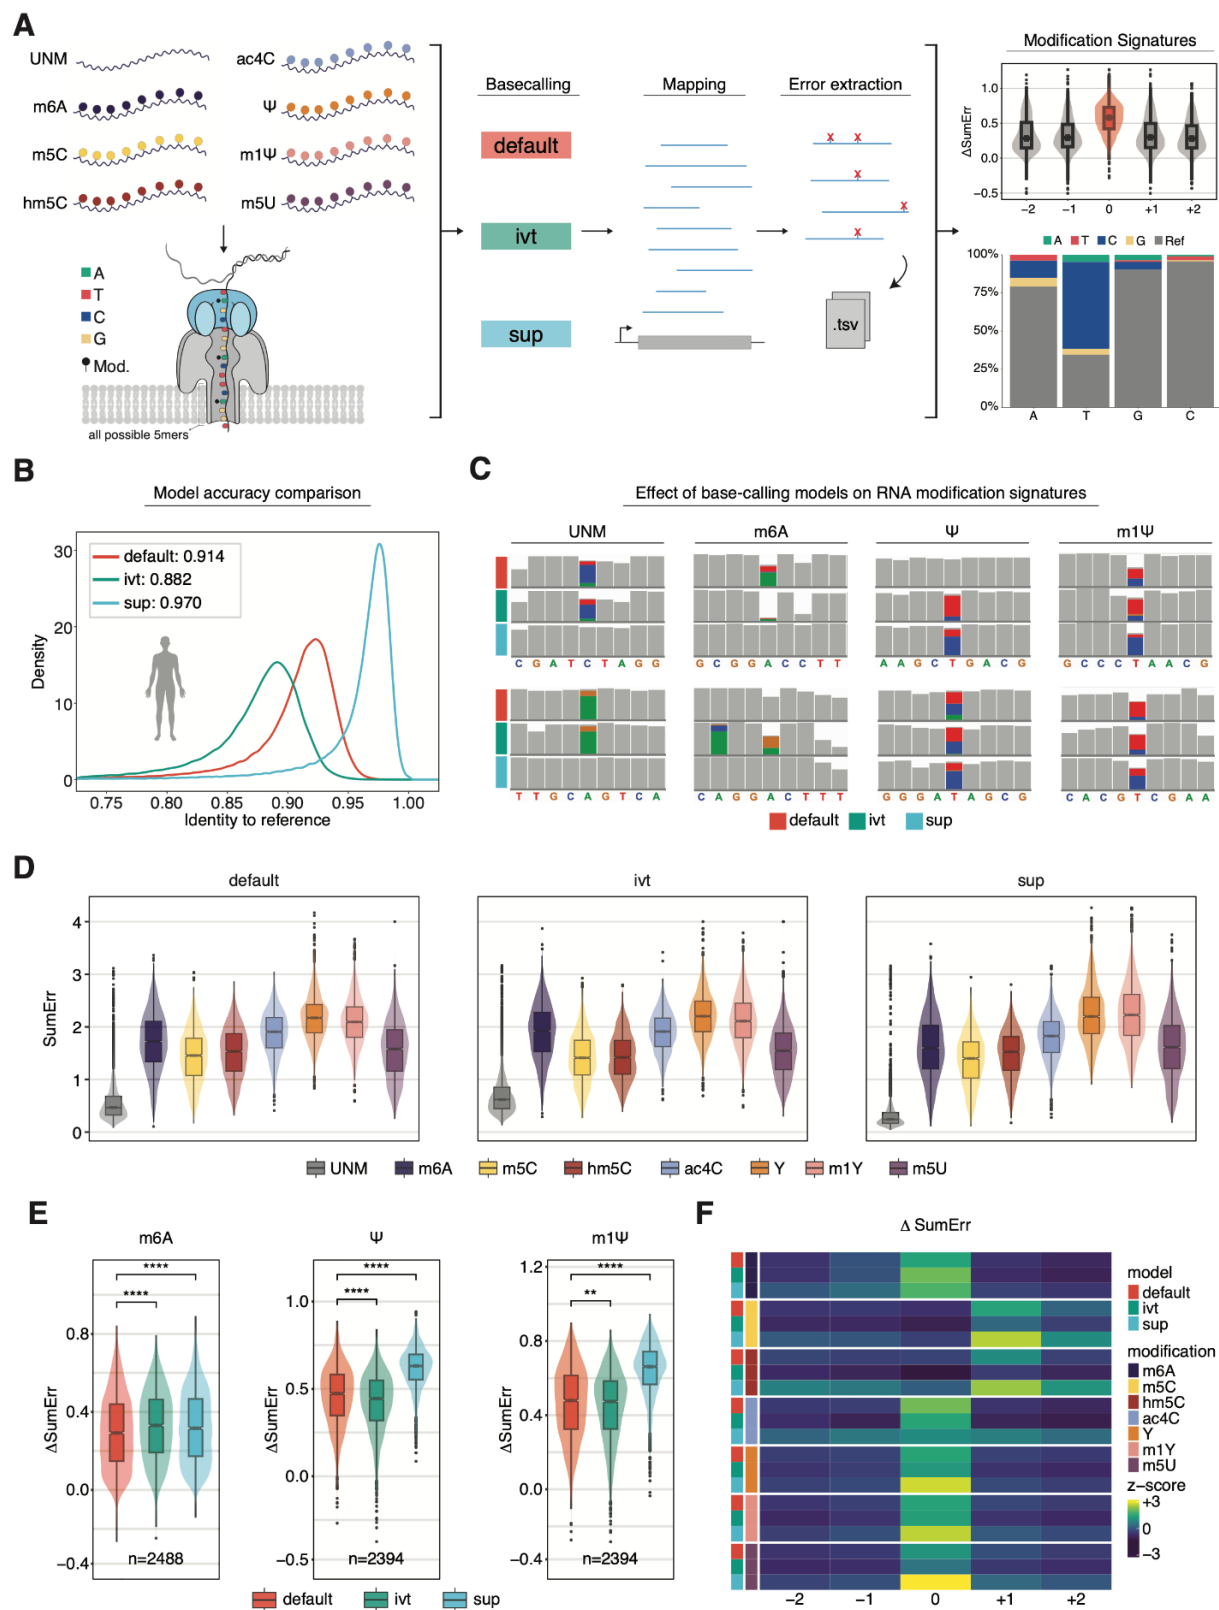 A
UNM
ac4C
m6A
Ψ
m5C
m1Ψ
hm5C
m5U
A
T
C
G
Mod.
all possible 5mers
Basecalling
Mapping
Error extraction
default
ivt
sup
x x
x
x
x
.tsv
Modification Signatures
ΔSumErr
1.0
0.5
0.0
−0.5
−2 −1 0 +1 +2
A T C G Ref
100%
75%
50%
25%
0%
A T G C
B
Model accuracy comparison
default: 0.914
ivt: 0.882
sup: 0.970
Density
30
20
10
0
0.75 0.80 0.85 0.90 0.95 1.00
Identity to reference
C
Effect of base-calling models on RNA modification signatures
UNM m6A Ψ m1Ψ
C G A T C T A G G
G C G G A C C T T
A A G C T G A C G
G C C C T A A C G
T T G C A G T C A
C A G G A C T T T
G G G A T A G C G
C A C G T C G A A
default ivt sup
D
default ivt sup
SumErr
4
3
2
1
0
UNM m6A m5C hm5C ac4C Y m1Y m5U
E
m6A
****
****
ΔSumErr
0.8
0.4
0.0
−0.4
n=2488
Ψ
****
****
ΔSumErr
1.0
0.5
0.0
−0.5
n=2394
m1Ψ
****
**
ΔSumErr
1.2
0.8
0.4
0.0
−0.4
n=2394
default ivt sup
F
Δ SumErr
−2 −1 0 +1 +2
model
default
ivt
sup
modification
m6A
m5C
hm5C
ac4C
Y
m1Y
m5U
z−score
+3
0
−3